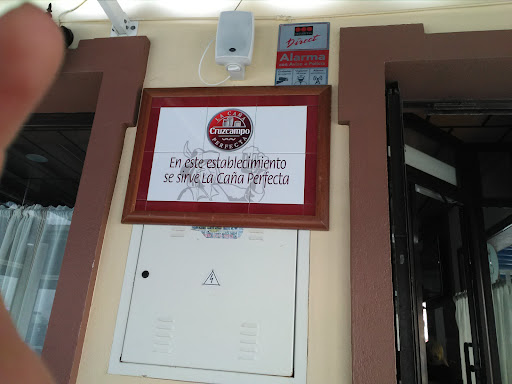 Direct
Alarma
LA CAÑA
Cruzcampo
PERFECTA
En este establecimiento
se sirve La Caña Perfecta